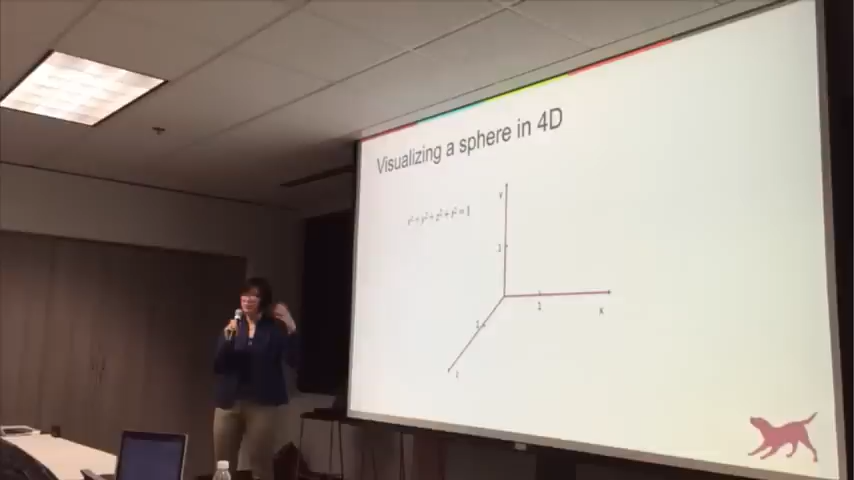 Visualizing a sphere in 4D
x² + y² + z² + t² = 1
y
1
1
x
1